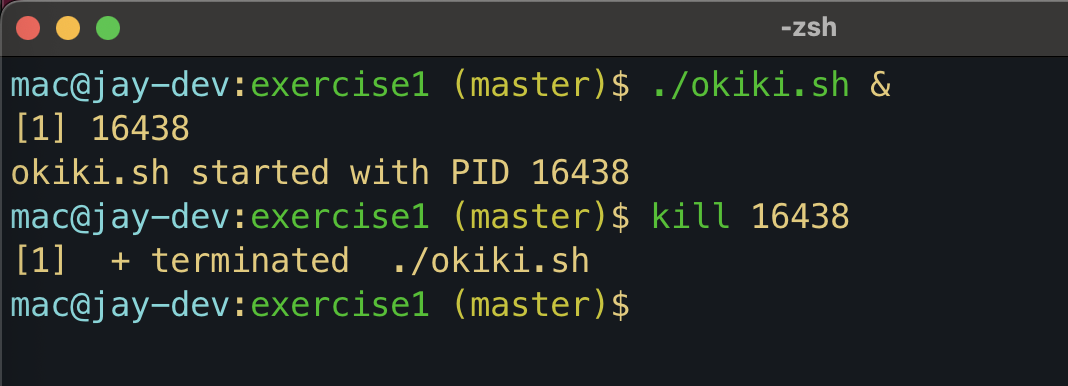 -zsh
mac@jay-dev:exercise1 (master)$ ./okiki.sh &
[1] 16438
okiki.sh started with PID 16438
mac@jay-dev:exercise1 (master)$ kill 16438
[1]  + terminated  ./okiki.sh
mac@jay-dev:exercise1 (master)$